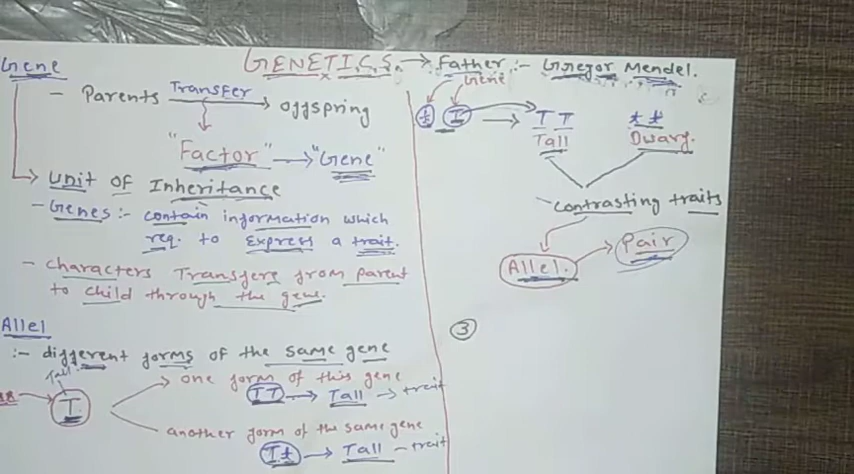 GENETICS → Father :- Gregor Mendel.
Gene
- Parents Transfer → offspring
"Factor" → "Gene"
→ Unit of Inheritance
- Genes :- contain information which
req. to express a trait.
- characters Transfere from parent
to child through the gene.
Allel
:- different forms of the same gene
Tall
T
one form of this gene
TT → Tall → trait
another form of the same gene
Tt → Tall - trait
Gene
t T → TT tt
Tall Dwarf
- contrasting traits
Allel. → Pair
3